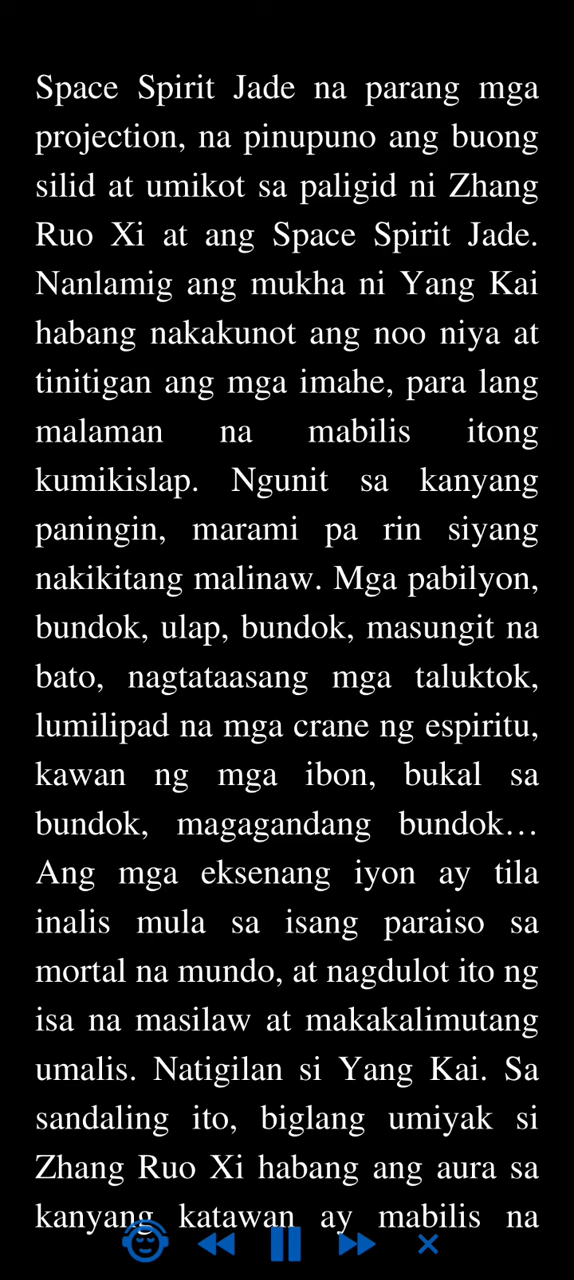 Space Spirit Jade na parang mga
projection, na pinupuno ang buong
silid at umikot sa paligid ni Zhang
Ruo Xi at ang Space Spirit Jade.
Nanlamig ang mukha ni Yang Kai
habang nakakunot ang noo niya at
tinitigan ang mga imahe, para lang
malaman na mabilis itong
kumikislap. Ngunit sa kanyang
paningin, marami pa rin siyang
nakikitang malinaw. Mga pabilyon,
bundok, ulap, bundok, masungit na
bato, nagtataasang mga taluktok,
lumilipad na mga crane ng espiritu,
kawan ng mga ibon, bukal sa
bundok, magagandang bundok…
Ang mga eksenang iyon ay tila
inalis mula sa isang paraiso sa
mortal na mundo, at nagdulot ito ng
isa na masilaw at makakalimutang
umalis. Natigilan si Yang Kai. Sa
sandaling ito, biglang umiyak si
Zhang Ruo Xi habang ang aura sa
kanyang katawan ay mabilis na